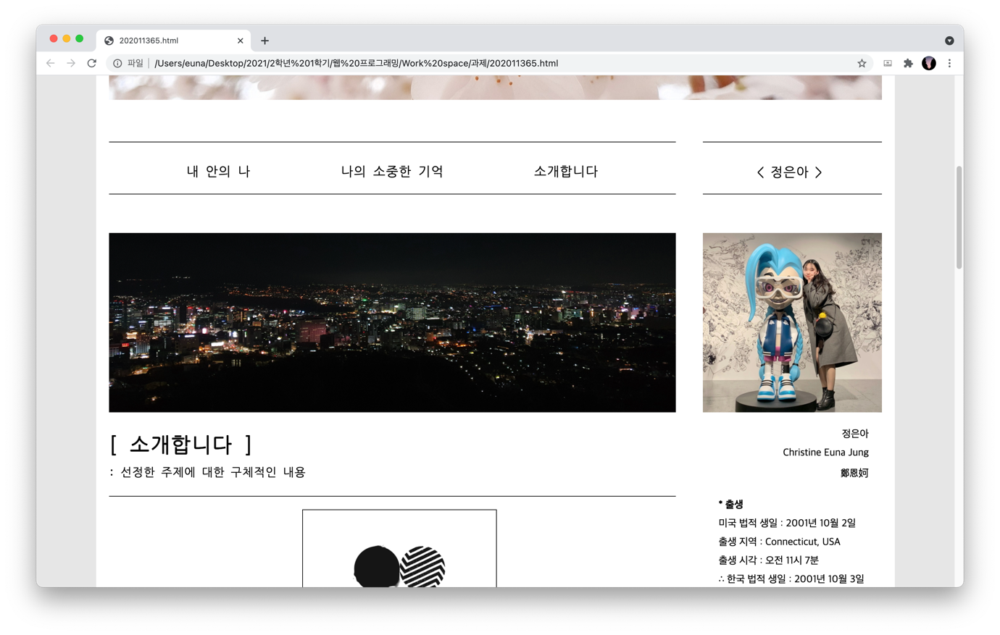 202011365.html
파일
/Users/euna/Desktop/2021/2학년%201학기/웹%20프로그래밍/Work%20space/과제/202011365.html
내 안의 나
나의 소중한 기억
소개합니다
< 정은아 >
[ 소개합니다 ]
: 선정한 주제에 대한 구체적인 내용
정은아
Christine Euna Jung
鄭恩妸
* 출생
미국 법적 생일 : 2001년 10월 2일
출생 지역 : Connecticut, USA
출생 시각 : 오전 11시 7분
∴ 한국 법적 생일 : 2001년 10월 3일